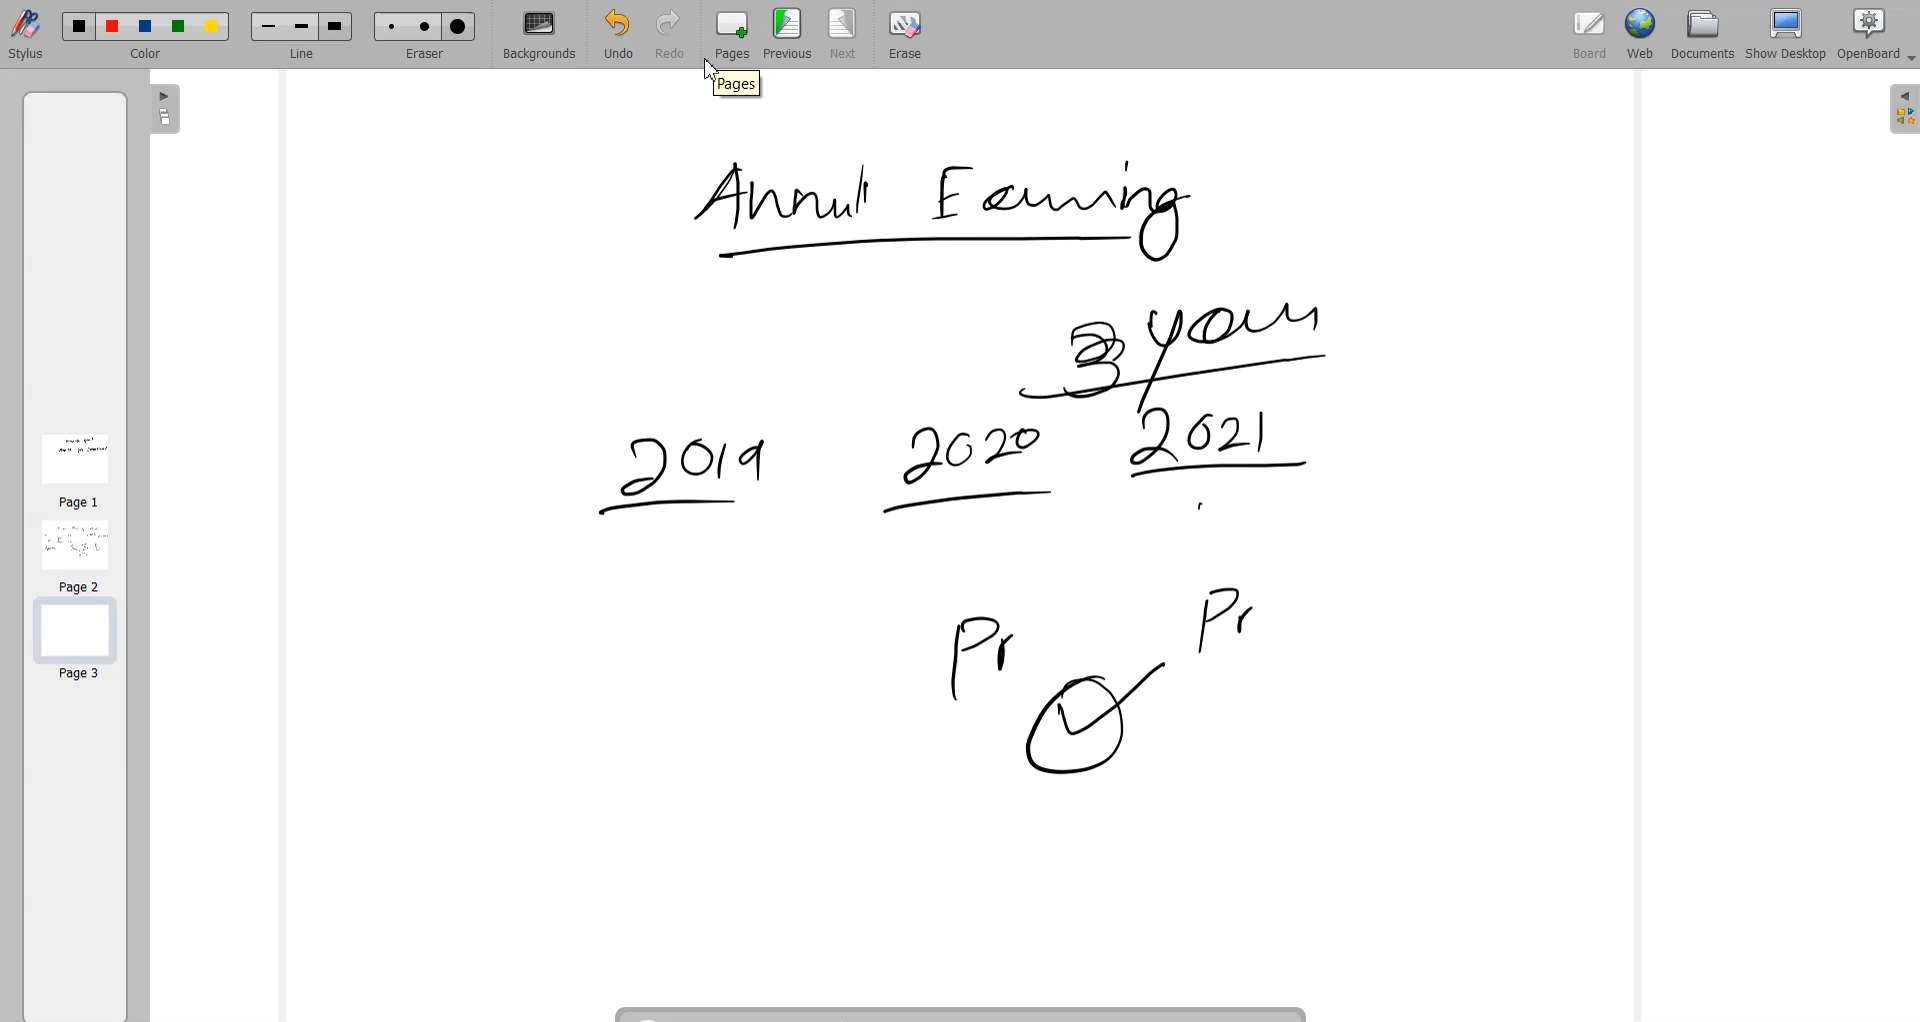 Stylus Color Line Eraser Backgrounds Undo Redo Pages Previous Next Erase Board Web Documents Show Desktop OpenBoard
Pages
Annul Earning
3 years
2019 2020 2021
Pr Pr
Page 1
Page 2
Page 3